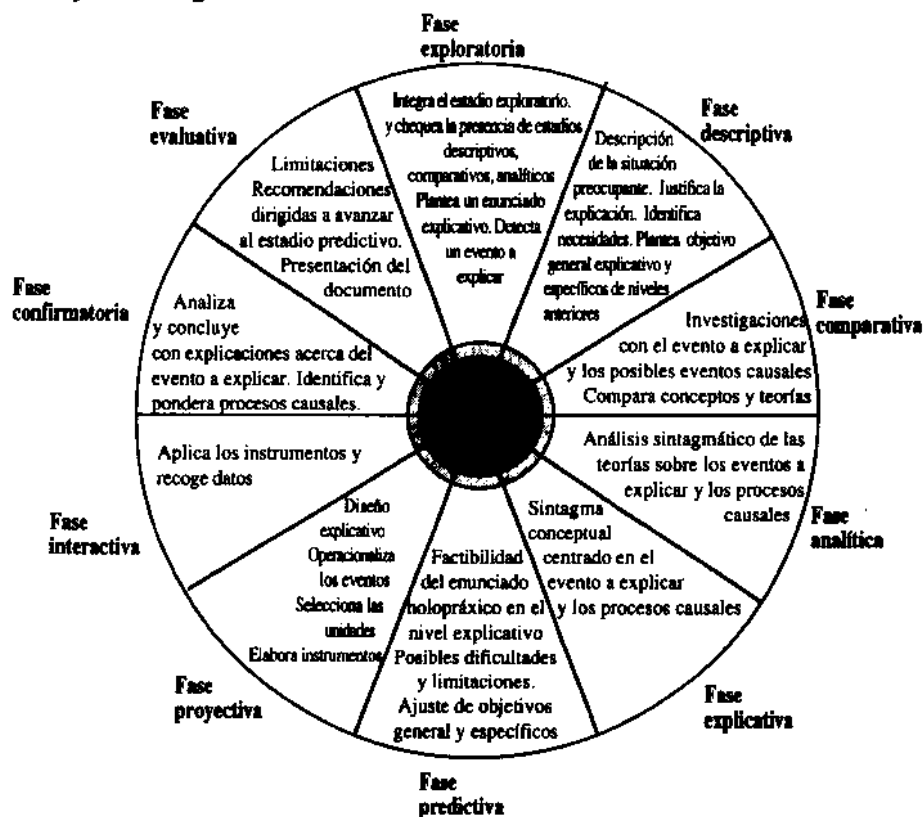 Fase
exploratoria
Integra el estadio exploratorio.
y chequea la presencia de estadios
descriptivos,
comparativos, analíticos
Plantea un enunciado
explicativo. Detecta
un evento a
explicar
Fase
descriptiva
Descripción
de la situación
preocupante. Justifica la
explicación. Identifica
necesidades. Plantea objetivo
general explicativo y
específicos de niveles
anteriores
Fase
comparativa
Investigaciones
con el evento a explicar
y los posibles eventos causales
Compara conceptos y teorías
Fase
analítica
Análisis sintagmático de las
teorías sobre los eventos a
explicar y los procesos
causales
Fase
explicativa
Sintagma
conceptual
centrado en el
evento a explicar
y los procesos causales
Fase
predictiva
Factibilidad
del enunciado
holopráxico en el
nivel explicativo
Posibles dificultades
y limitaciones.
Ajuste de objetivos
general y específicos
Fase
proyectiva
Diseño
explicativo
Operacionaliza
los eventos
Selecciona las
unidades
Elabora instrumentos
Fase
interactiva
Aplica los instrumentos y
recoge datos
Fase
confirmatoria
Analiza
y concluye
con explicaciones acerca del
evento a explicar. Identifica y
pondera procesos causales.
Fase
evaluativa
Limitaciones
Recomendaciones
dirigidas a avanzar
al estadio predictivo.
Presentación del
documento